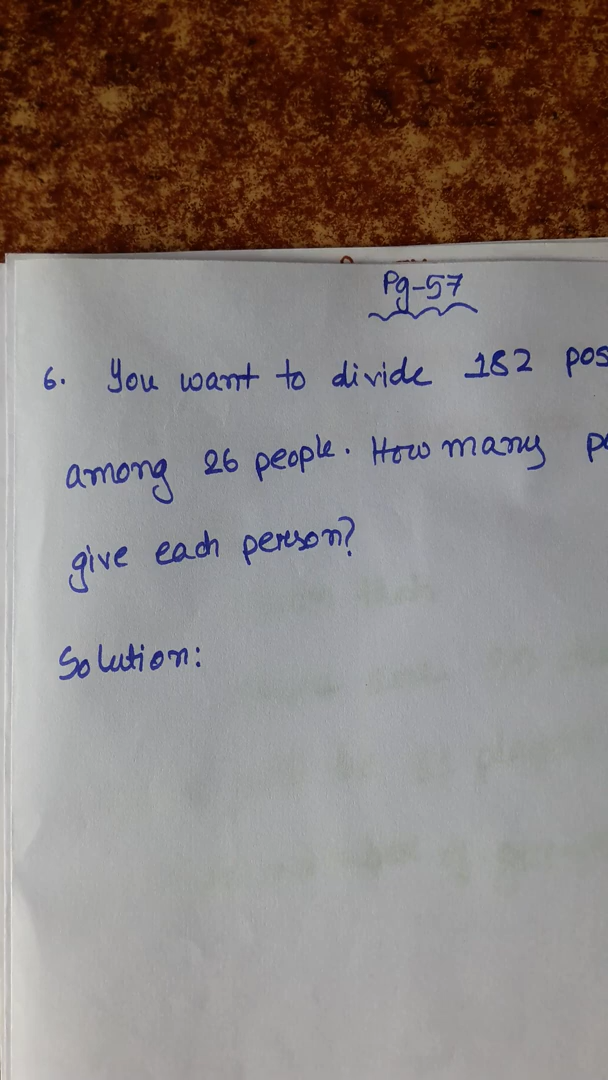 Pg-57
6. You want to divide 182 pos
among 26 people. How many
give each person?
Solution: